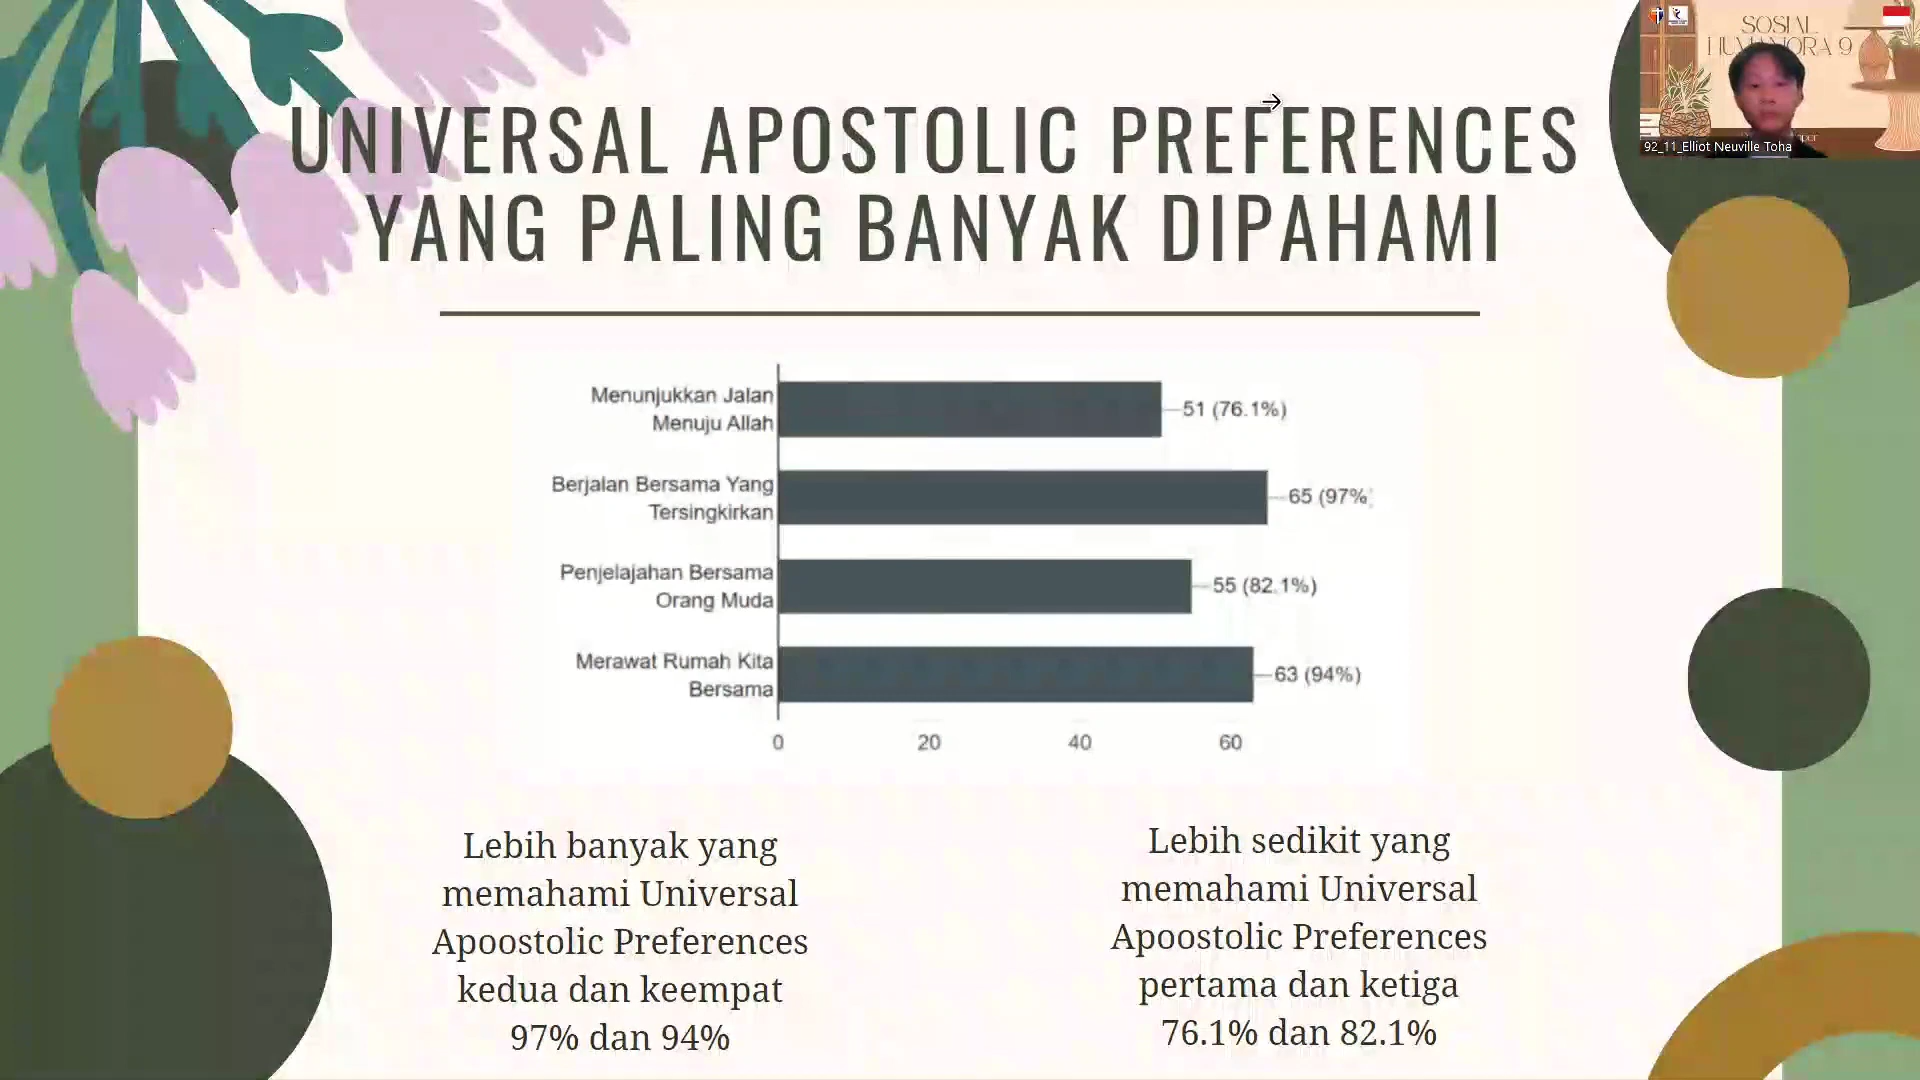 UNIVERSAL APOSTOLIC PREFERENCES
YANG PALING BANYAK DIPAHAMI
SOSIAL
HUMANIORA 9
92_11_Elliot Neuville Toha
Menunjukkan Jalan
Menuju Allah
51 (76.1%)
Berjalan Bersama Yang
Tersingkirkan
65 (97%
Penjelajahan Bersama
Orang Muda
55 (82.1%)
Merawat Rumah Kita
Bersama
63 (94%)
0 20 40 60
Lebih banyak yang
memahami Universal
Apoostolic Preferences
kedua dan keempat
97% dan 94%
Lebih sedikit yang
memahami Universal
Apoostolic Preferences
pertama dan ketiga
76.1% dan 82.1%